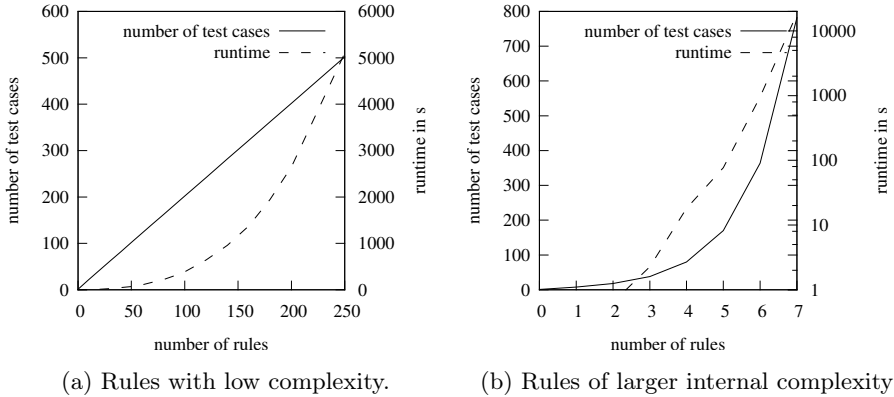 600
500
400
300
200
100
0
number of test cases
6000
5000
4000
3000
2000
1000
0
runtime in s
number of test cases
runtime
0 50 100 150 200 250
number of rules
(a) Rules with low complexity.
800
700
600
500
400
300
200
100
0
number of test cases
10000
1000
100
10
1
runtime in s
number of test cases
runtime
0 1 2 3 4 5 6 7
number of rules
(b) Rules of larger internal complexity